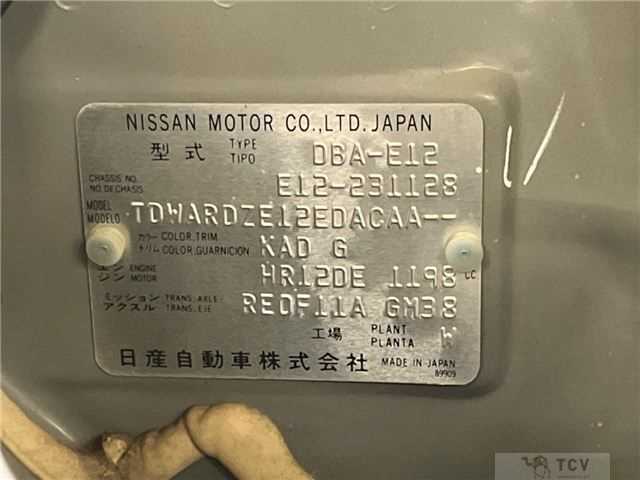 NISSAN MOTOR CO.,LTD. JAPAN
型式 TYPE TIPO DBA-E12
CHASSIS NO. NO. DE CHASIS E12-231128
MODEL MODELO TDWARDZE12EDACAA--
カラー トリム COLOR, TRIM COLOR, GUARNICION KAD G
エンジン ENGINE MOTOR HR12DE 1198 CC
ミッション アクスル TRANS. AXLE TRANS. EJE RE0F11A GM38
工場 PLANT PLANTA W
日産自動車株式会社 MADE IN JAPAN
89909
TCV